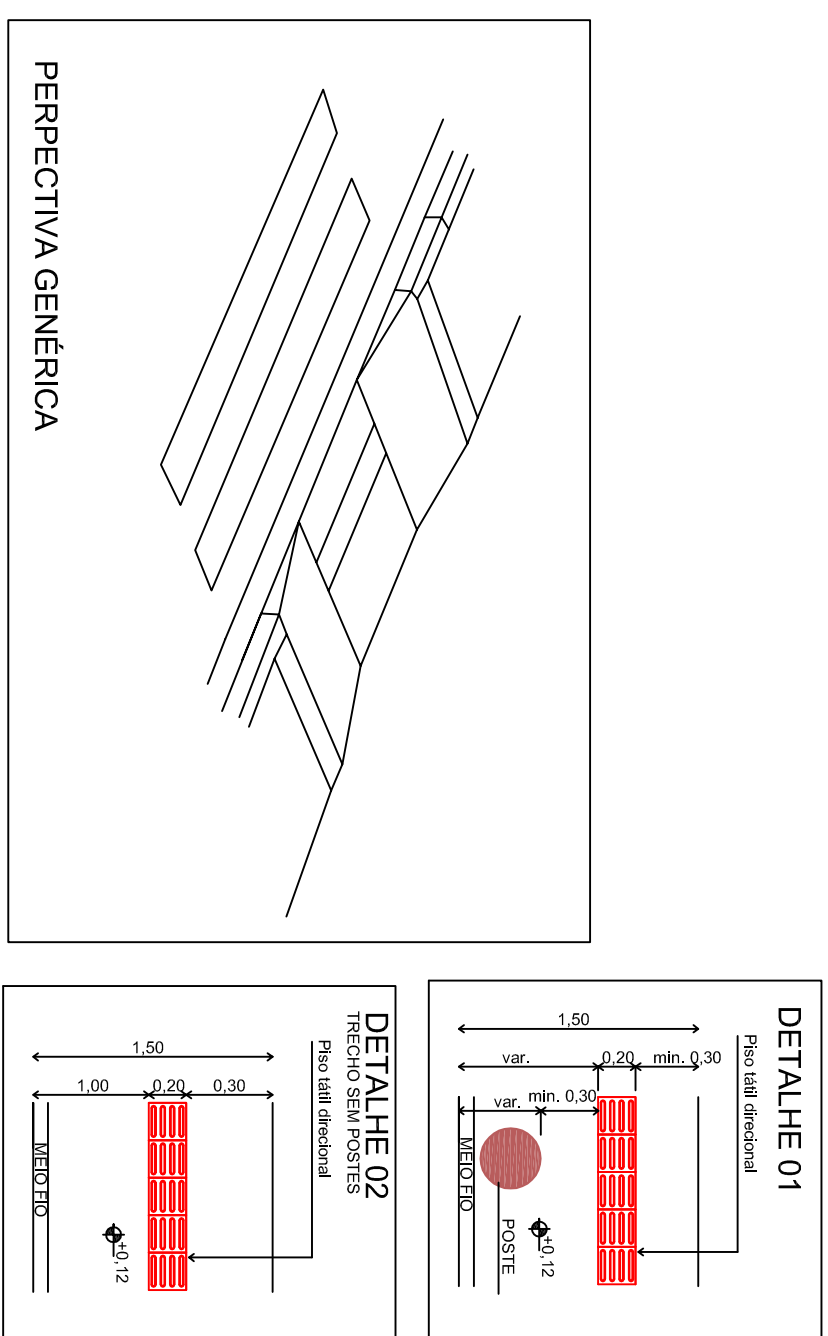 PERPECTIVA GENÉRICA
DETALHE 01
Piso tátil direcional
1,50
var.
0,20
min. 0,30
var.
min. 0,30
MEIO FIO
POSTE
+0,12
DETALHE 02
TRECHO SEM POSTES
Piso tátil direcional
1,50
1,00
0,20
0,30
MEIO FIO
+0,12